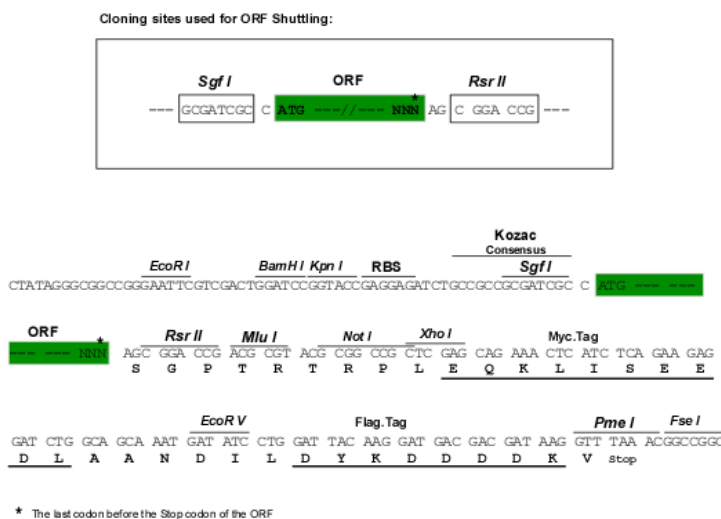 Cloning sites used for ORF Shuttling:
Sgf I ORF Rsr II
--- GCGATCGC C ATG ---//--- NNN* AG C GGA CCG ---
Kozac
Consensus
EcoR I BamH I Kpn I RBS Sgf I
CTATAGGGCGGCCGGGAATTCGTCGACTGGATCCGGTACCGAGGAGATCTGCCGCCGCGATCGC C ATG --- ---
ORF Rsr II Mlu I Not I Xho I Myc.Tag
--- --- NNN* AGC GGA CCG ACG CGT ACG CGG CCG CTC GAG CAG AAA CTC ATC TCA GAA GAG
S G P T R T R P L E Q K L I S E E
EcoR V Flag.Tag Pme I Fse I
GAT CTG GCA GCA AAT GAT ATC CTG GAT TAC AAG GAT GAC GAC GAT AAG GTT TAA ACGGCCGGC
D L A A N D I L D Y K D D D D K V Stop
* The last codon before the Stop codon of the ORF